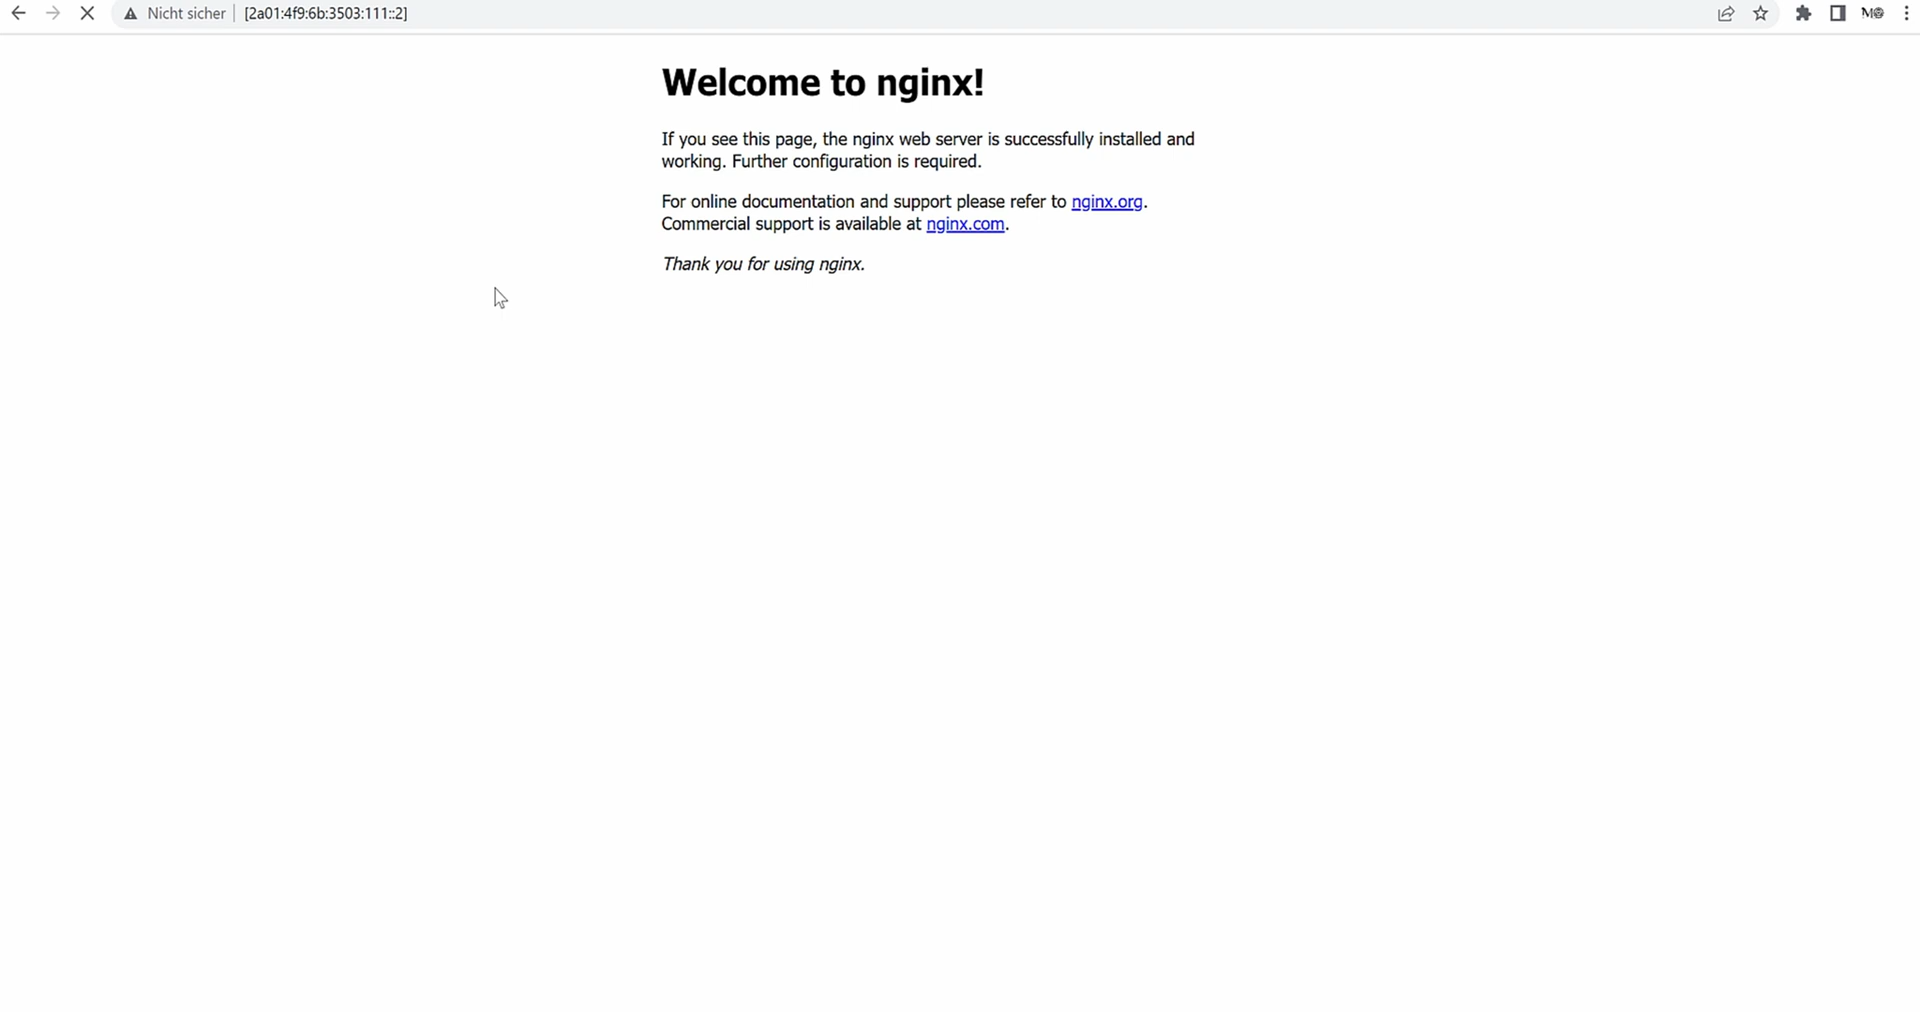 Nicht sicher [2a01:4f9:6b:3503:111::2]
Welcome to nginx!
If you see this page, the nginx web server is successfully installed and
working. Further configuration is required.
For online documentation and support please refer to nginx.org.
Commercial support is available at nginx.com.
Thank you for using nginx.